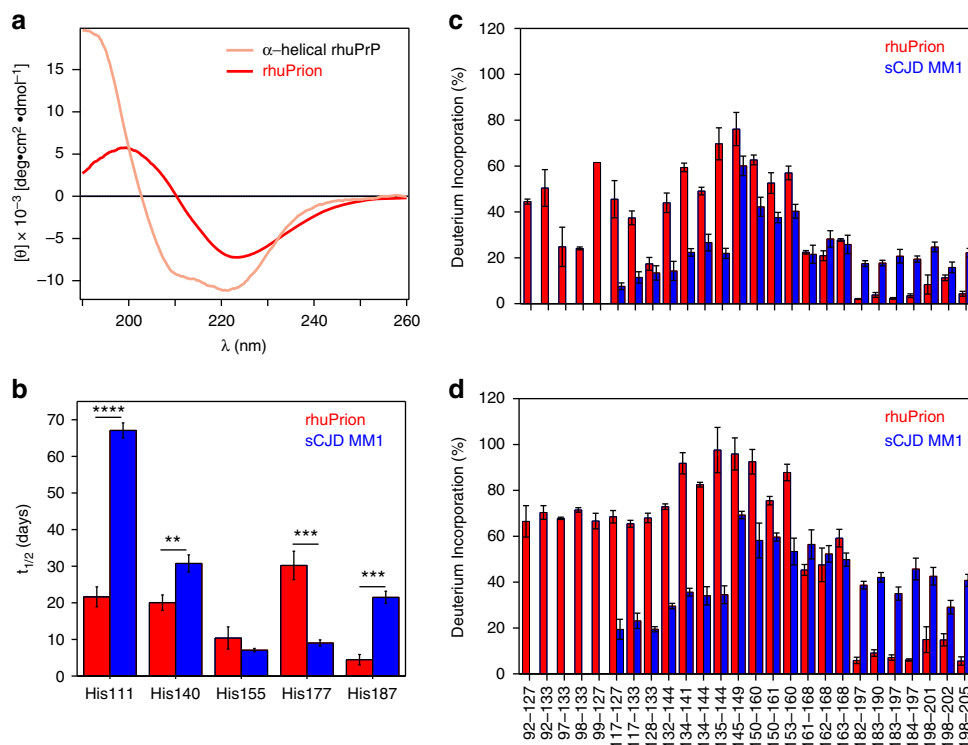 a
α–helical rhuPrP
rhuPrion
[θ] × 10⁻³ [deg•cm² •dmol⁻¹]
15
10
5
0
−5
−10
200
220
240
260
λ (nm)
b
rhuPrion
sCJD MM1
t1/2 (days)
70
60
50
40
30
20
10
0
****
**
***
***
His111
His140
His155
His177
His187
c
rhuPrion
sCJD MM1
Deuterium Incorporation (%)
120
100
80
60
40
20
0
d
rhuPrion
sCJD MM1
Deuterium Incorporation (%)
120
100
80
60
40
20
0
92–127
92–133
97–133
98–133
99–127
117–127
117–133
128–133
132–144
134–141
134–144
135–144
145–149
150–160
150–161
153–160
161–168
162–168
163–168
182–197
183–190
183–197
184–197
198–201
198–202
198–205